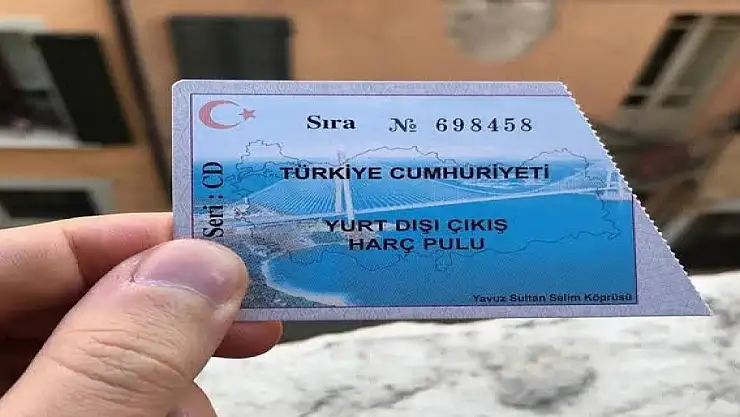 Sıra № 698458
Seri : CD
TÜRKİYE CUMHURİYETİ
YURT DIŞI ÇIKIŞ
HARÇ PULU
Yavuz Sultan Selim Köprüsü